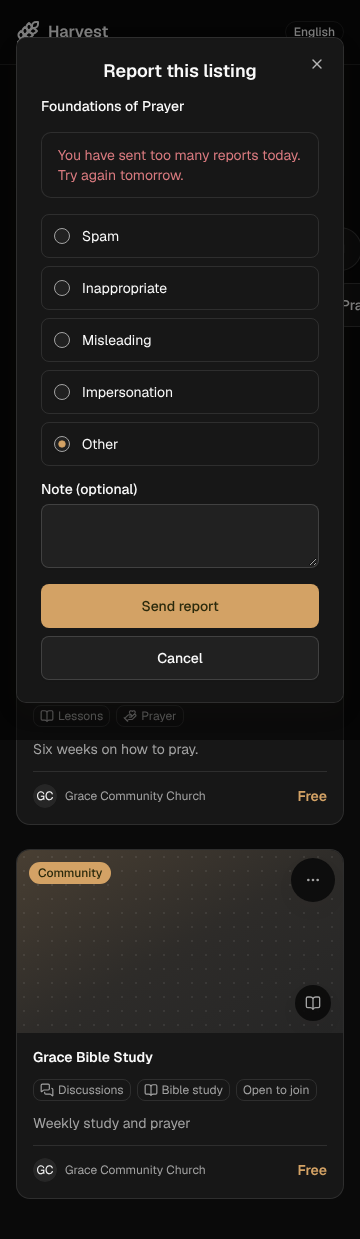 Harvest
English
Report this listing
Foundations of Prayer
You have sent too many reports today.
Try again tomorrow.
Spam
Inappropriate
Misleading
Impersonation
Other
Note (optional)
Send report
Cancel
Lessons
Prayer
Six weeks on how to pray.
GC Grace Community Church
Free
Community
Grace Bible Study
Discussions
Bible study
Open to join
Weekly study and prayer
GC Grace Community Church
Free